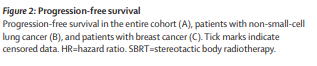 Figure 2: Progression-free survival
Progression-free survival in the entire cohort (A), patients with non-small-cell
lung cancer (B), and patients with breast cancer (C). Tick marks indicate
censored data. HR=hazard ratio. SBRT=stereotactic body radiotherapy.